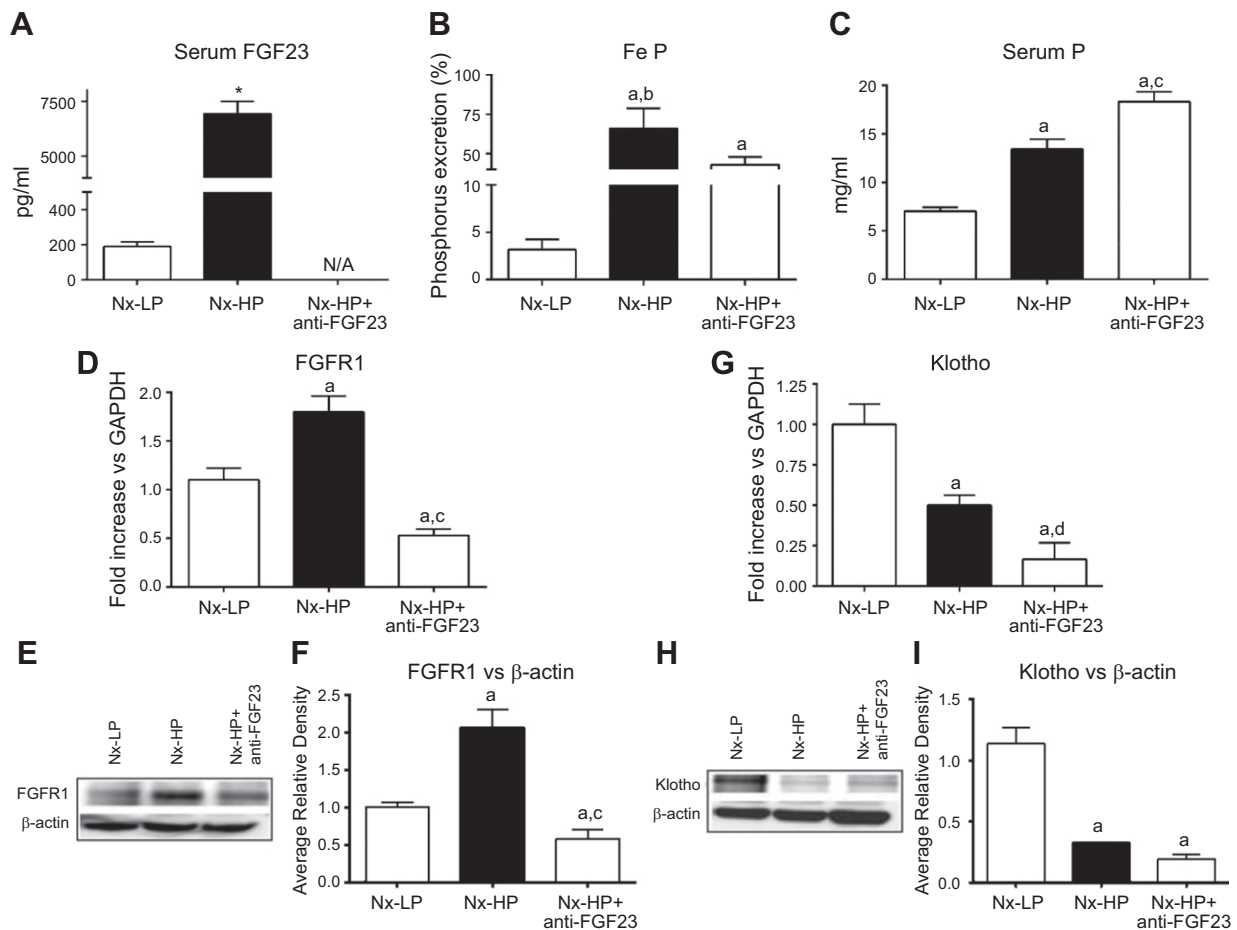 A
Serum FGF23
pg/ml
7500
5000
400
200
0
*
N/A
Nx-LP
Nx-HP
Nx-HP+
anti-FGF23
B
Fe P
Phosphorus excretion (%)
100
75
50
10
5
0
a,b
a
Nx-LP
Nx-HP
Nx-HP+
anti-FGF23
C
Serum P
mg/ml
20
15
10
5
0
a
a,c
Nx-LP
Nx-HP
Nx-HP+
anti-FGF23
D
FGFR1
Fold increase vs GAPDH
2.0
1.5
1.0
0.5
0.0
a
a,c
Nx-LP
Nx-HP
Nx-HP+
anti-FGF23
G
Klotho
Fold increase vs GAPDH
1.25
1.00
0.75
0.50
0.25
0.00
a
a,d
Nx-LP
Nx-HP
Nx-HP+
anti-FGF23
E
Nx-LP
Nx-HP
Nx-HP+
anti-FGF23
FGFR1
β-actin
F
FGFR1 vs β-actin
Average Relative Density
2.5
2.0
1.5
1.0
0.5
0.0
a
a,c
Nx-LP
Nx-HP
Nx-HP+
anti-FGF23
H
Nx-LP
Nx-HP
Nx-HP+
anti-FGF23
Klotho
β-actin
I
Klotho vs β-actin
Average Relative Density
1.5
1.0
0.5
0.0
a
a
Nx-LP
Nx-HP
Nx-HP+
anti-FGF23